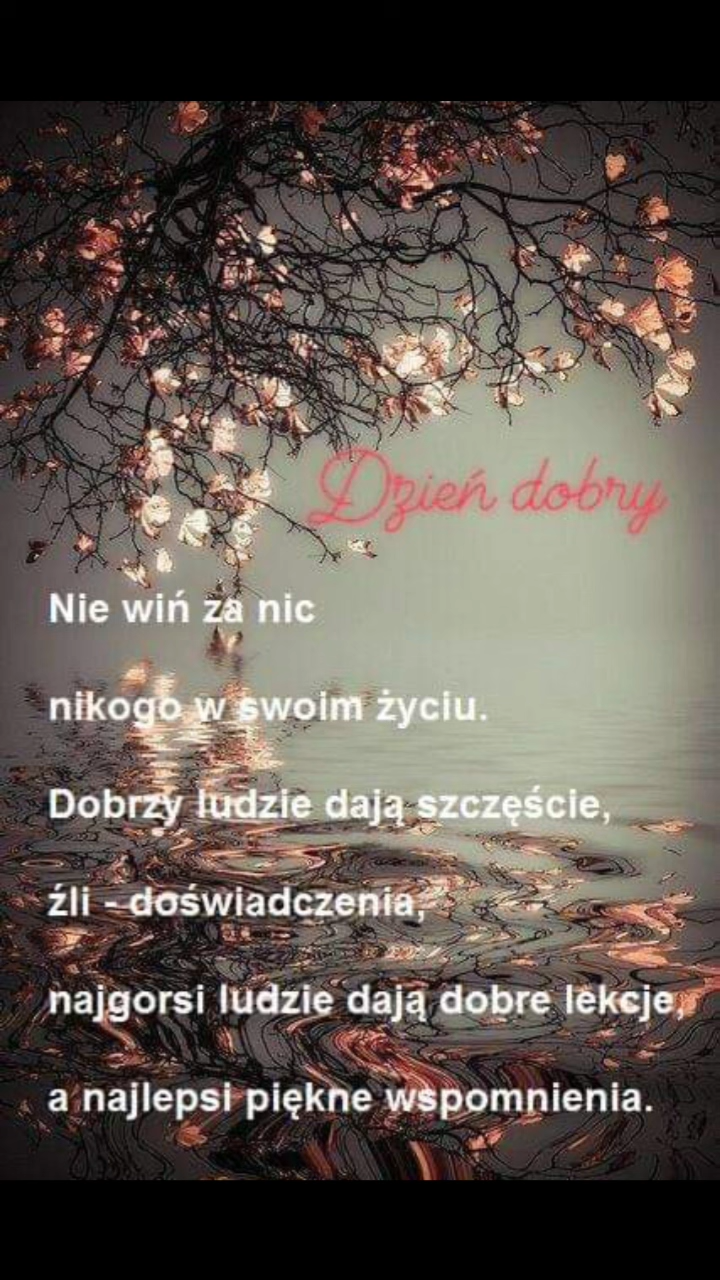 Dzień dobry
Nie wiń za nic
nikogo w swoim życiu.
Dobrzy ludzie dają szczęście,
źli - doświadczenia,
najgorsi ludzie dają dobre lekcje,
a najlepsi piękne wspomnienia.